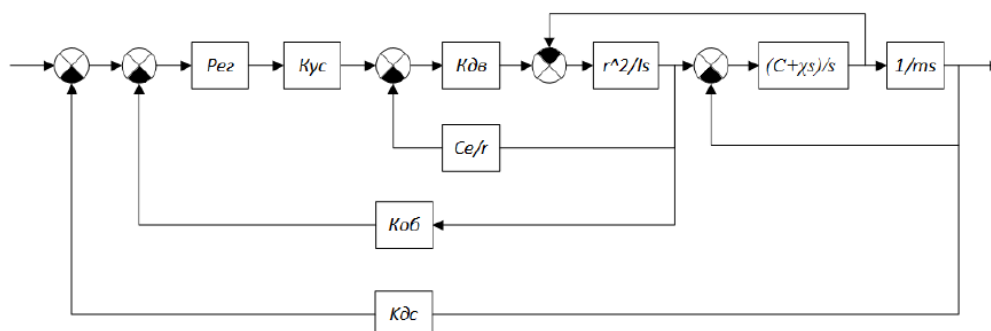 Рег
Кус
Кдв
r^2/Is
(C+χs)/s
1/ms
Ce/r
Коб
Кдс